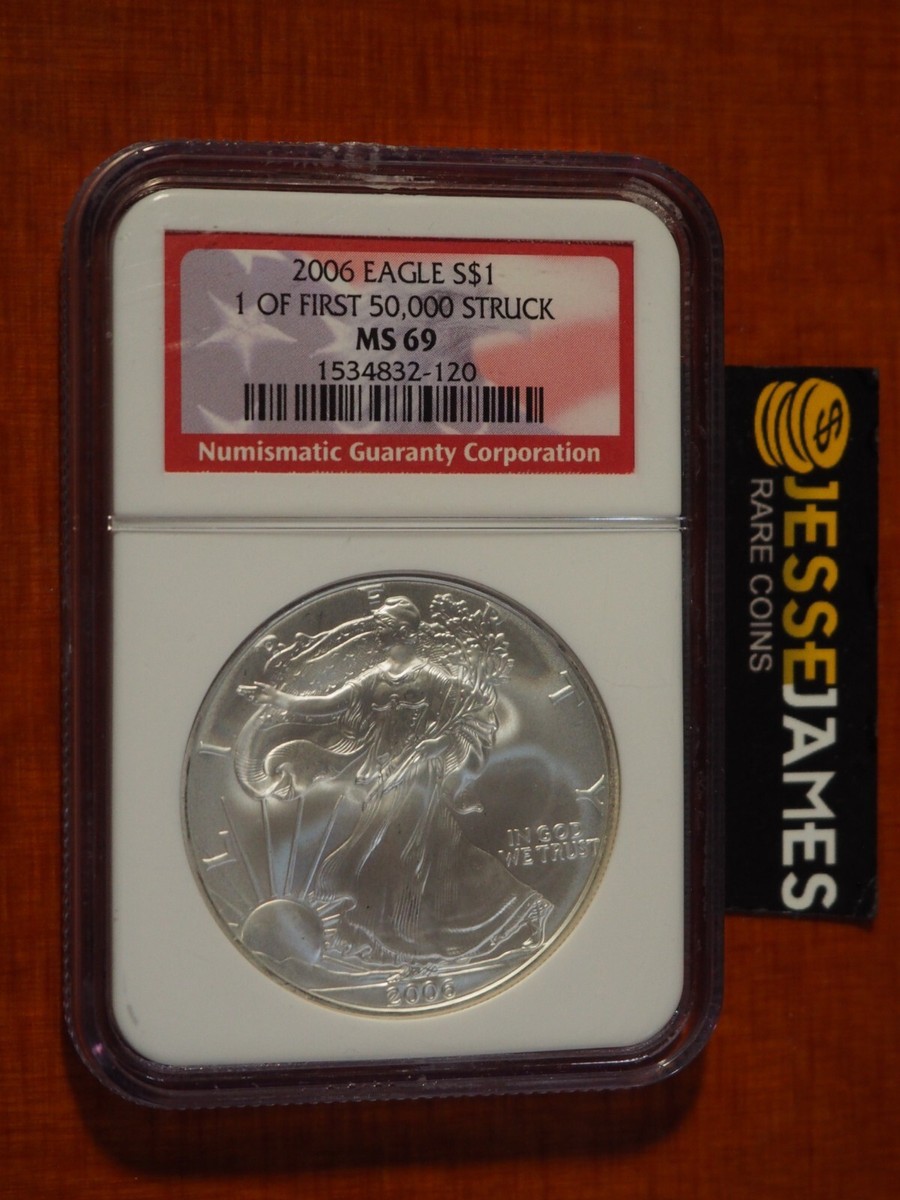 2006 EAGLE S$1
1 OF FIRST 50,000 STRUCK
MS 69
1534832-120
Numismatic Guaranty Corporation
LIBERTY
IN GOD
WE TRUST
2006
$
JESSEJAMES
RARE COINS